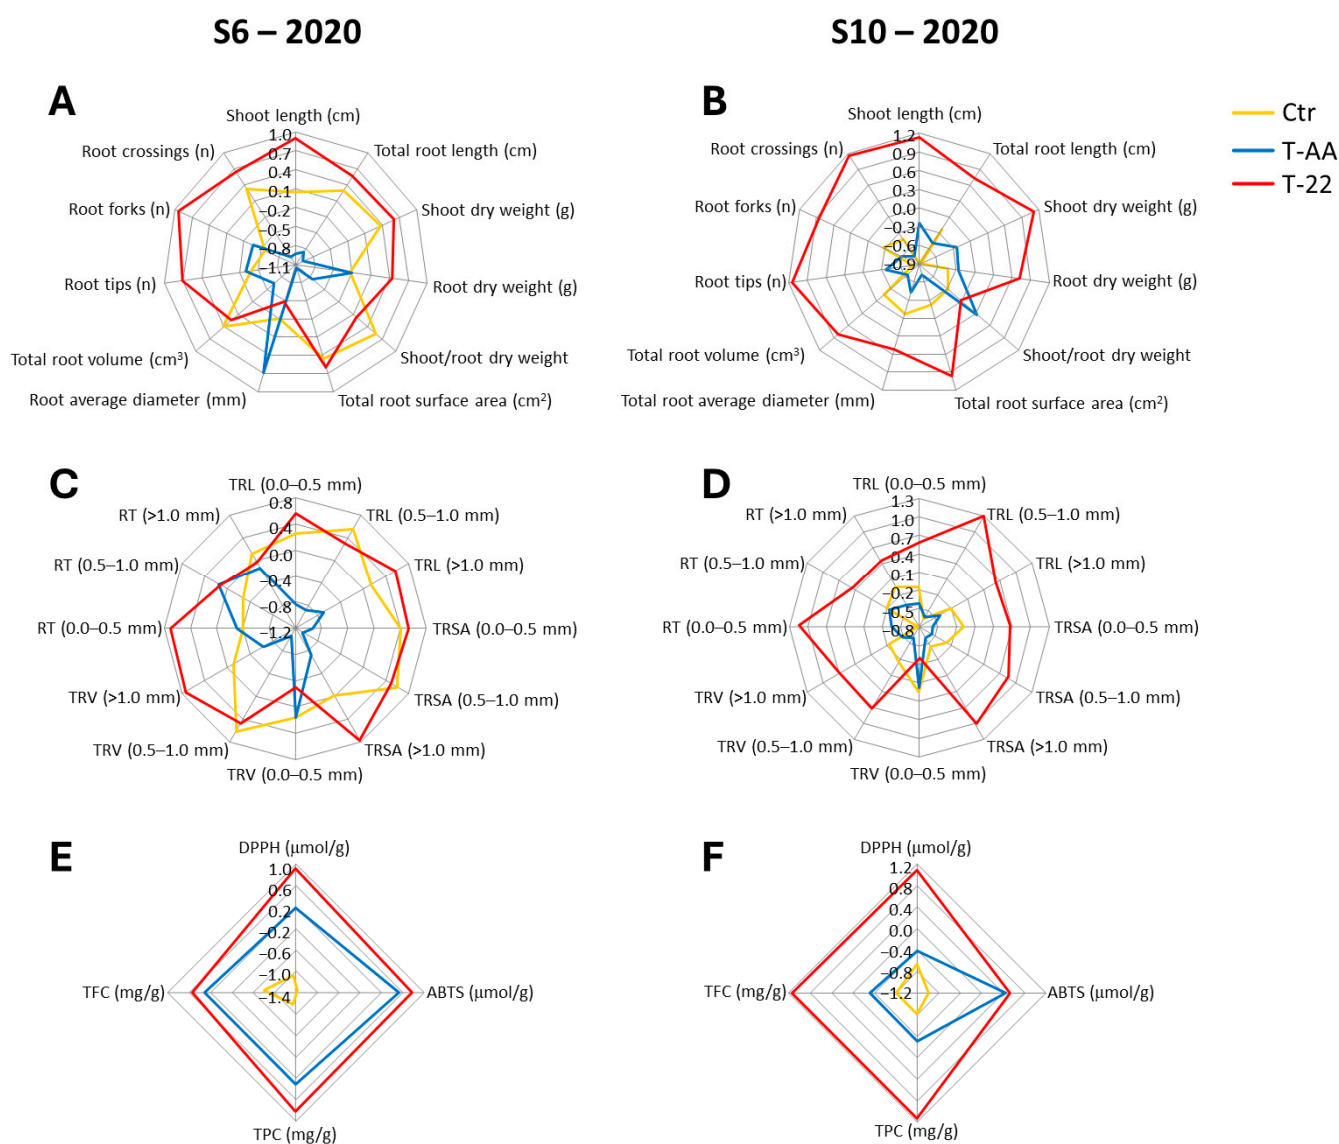 S6 – 2020
S10 – 2020
A
Shoot length (cm)
Total root length (cm)
Shoot dry weight (g)
Root dry weight (g)
Shoot/root dry weight
Total root surface area (cm²)
Root average diameter (mm)
Total root volume (cm³)
Root tips (n)
Root forks (n)
Root crossings (n)
1.0
0.7
0.4
0.1
−0.2
−0.5
−0.8
−1.1
B
Shoot length (cm)
Total root length (cm)
Shoot dry weight (g)
Root dry weight (g)
Shoot/root dry weight
Total root surface area (cm²)
Total root average diameter (mm)
Total root volume (cm³)
Root tips (n)
Root forks (n)
Root crossings (n)
1.2
0.9
0.6
0.3
0.0
−0.3
−0.6
−0.9
Ctr
T-AA
T-22
C
TRL (0.0–0.5 mm)
TRL (0.5–1.0 mm)
TRL (>1.0 mm)
TRSA (0.0–0.5 mm)
TRSA (0.5–1.0 mm)
TRSA (>1.0 mm)
TRV (0.0–0.5 mm)
TRV (0.5–1.0 mm)
TRV (>1.0 mm)
RT (0.0–0.5 mm)
RT (0.5–1.0 mm)
RT (>1.0 mm)
0.8
0.4
0.0
−0.4
−0.8
−1.2
D
TRL (0.0–0.5 mm)
TRL (0.5–1.0 mm)
TRL (>1.0 mm)
TRSA (0.0–0.5 mm)
TRSA (0.5–1.0 mm)
TRSA (>1.0 mm)
TRV (0.0–0.5 mm)
TRV (0.5–1.0 mm)
TRV (>1.0 mm)
RT (0.0–0.5 mm)
RT (0.5–1.0 mm)
RT (>1.0 mm)
1.3
1.0
0.7
0.4
0.1
−0.2
−0.5
−0.8
E
DPPH (μmol/g)
ABTS (μmol/g)
TPC (mg/g)
TFC (mg/g)
1.0
0.6
0.2
−0.2
−0.6
−1.0
−1.4
F
DPPH (μmol/g)
ABTS (μmol/g)
TPC (mg/g)
TFC (mg/g)
1.2
0.8
0.4
0.0
−0.4
−0.8
−1.2